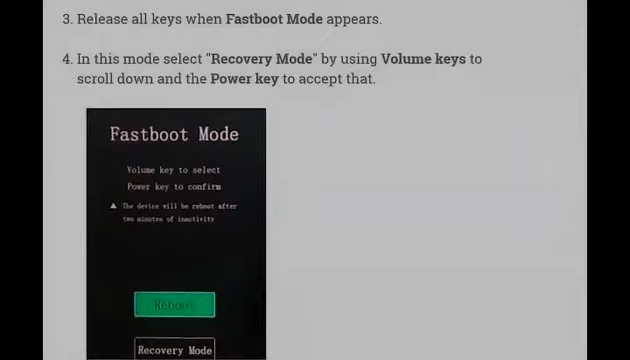 3. Release all keys when Fastboot Mode appears.
4. In this mode select "Recovery Mode" by using Volume keys to
scroll down and the Power key to accept that.
Fastboot Mode
Volume key to select
Power key to confirm
▲ The device will be reboot after
two minutes of inactivity
Reboot
Recovery Mode